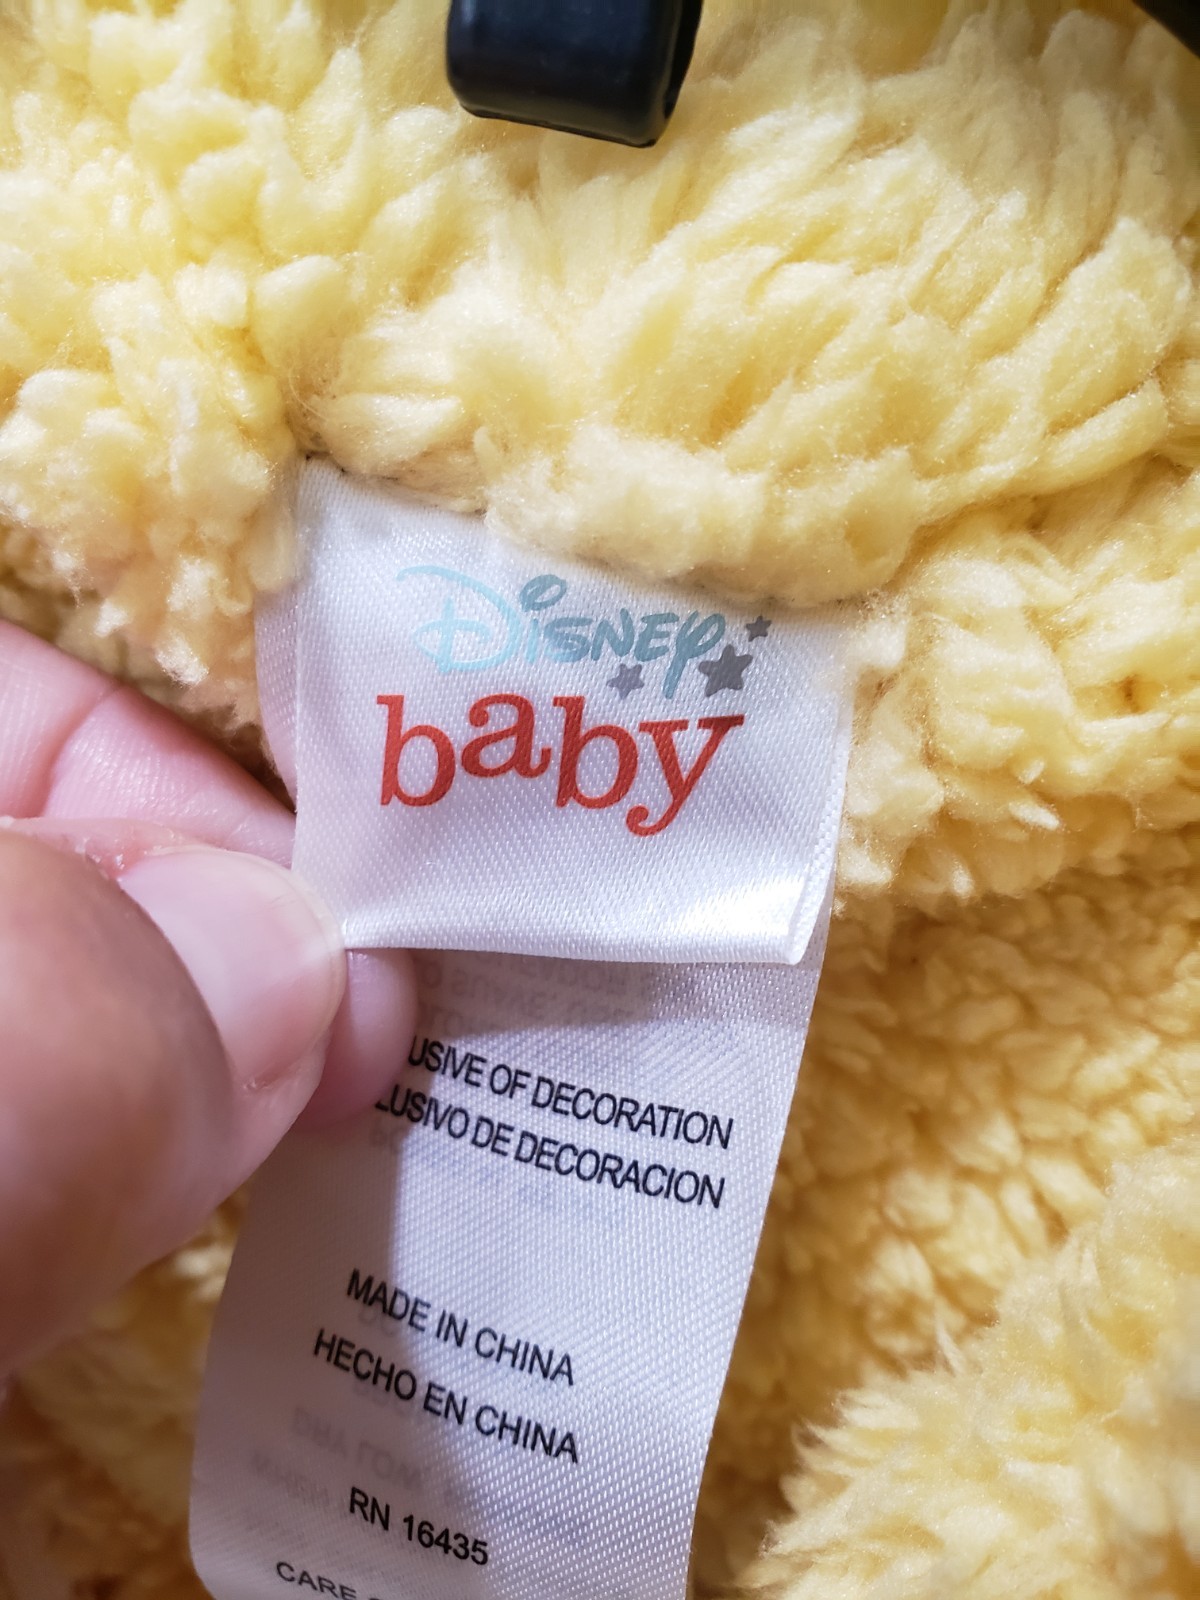 Disney
baby
USIVE OF DECORATION
LUSIVO DE DECORACION
MADE IN CHINA
HECHO EN CHINA
RN 16435
CARE